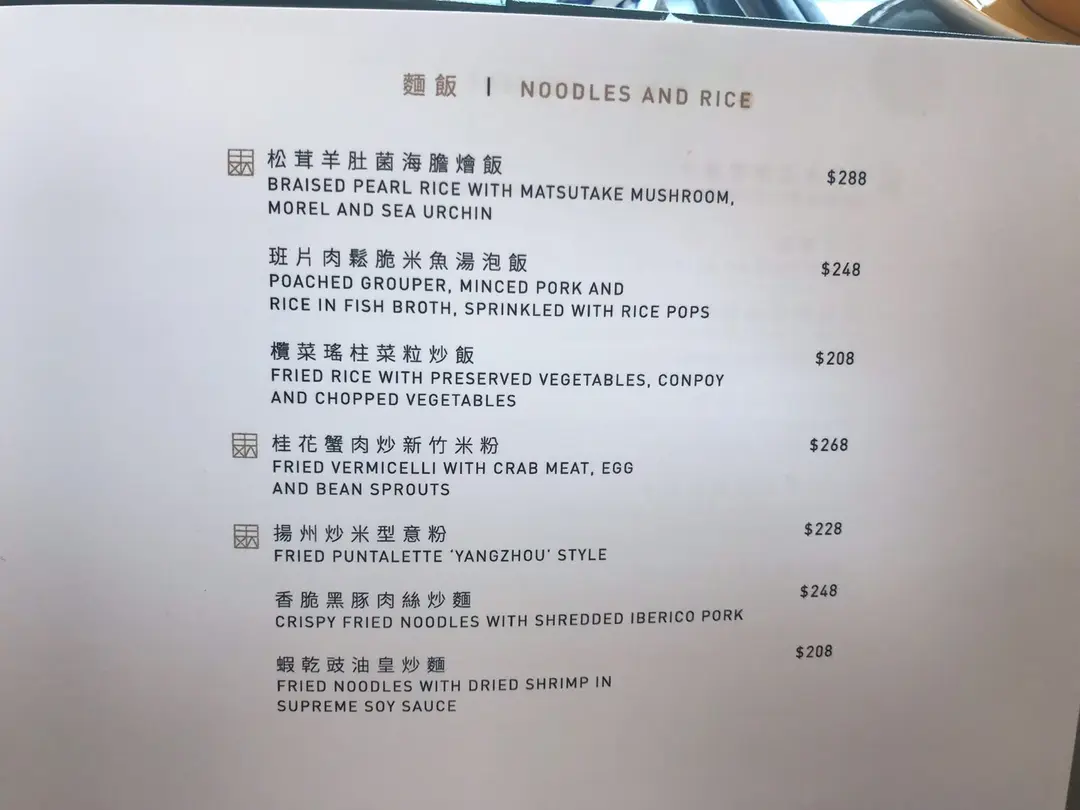 麵飯 | NOODLES AND RICE
松茸羊肚菌海膽燴飯
BRAISED PEARL RICE WITH MATSUTAKE MUSHROOM, $288
MOREL AND SEA URCHIN
班片肉鬆脆米魚湯泡飯
POACHED GROUPER, MINCED PORK AND $248
RICE IN FISH BROTH, SPRINKLED WITH RICE POPS
欖菜瑤柱菜粒炒飯 $208
FRIED RICE WITH PRESERVED VEGETABLES, CONPOY
AND CHOPPED VEGETABLES
桂花蟹肉炒新竹米粉 $268
FRIED VERMICELLI WITH CRAB MEAT, EGG
AND BEAN SPROUTS
揚州炒米型意粉 $228
FRIED PUNTALETTE ‘YANGZHOU’ STYLE
香脆黑豚肉絲炒麵 $248
CRISPY FRIED NOODLES WITH SHREDDED IBERICO PORK
蝦乾豉油皇炒麵 $208
FRIED NOODLES WITH DRIED SHRIMP IN
SUPREME SOY SAUCE